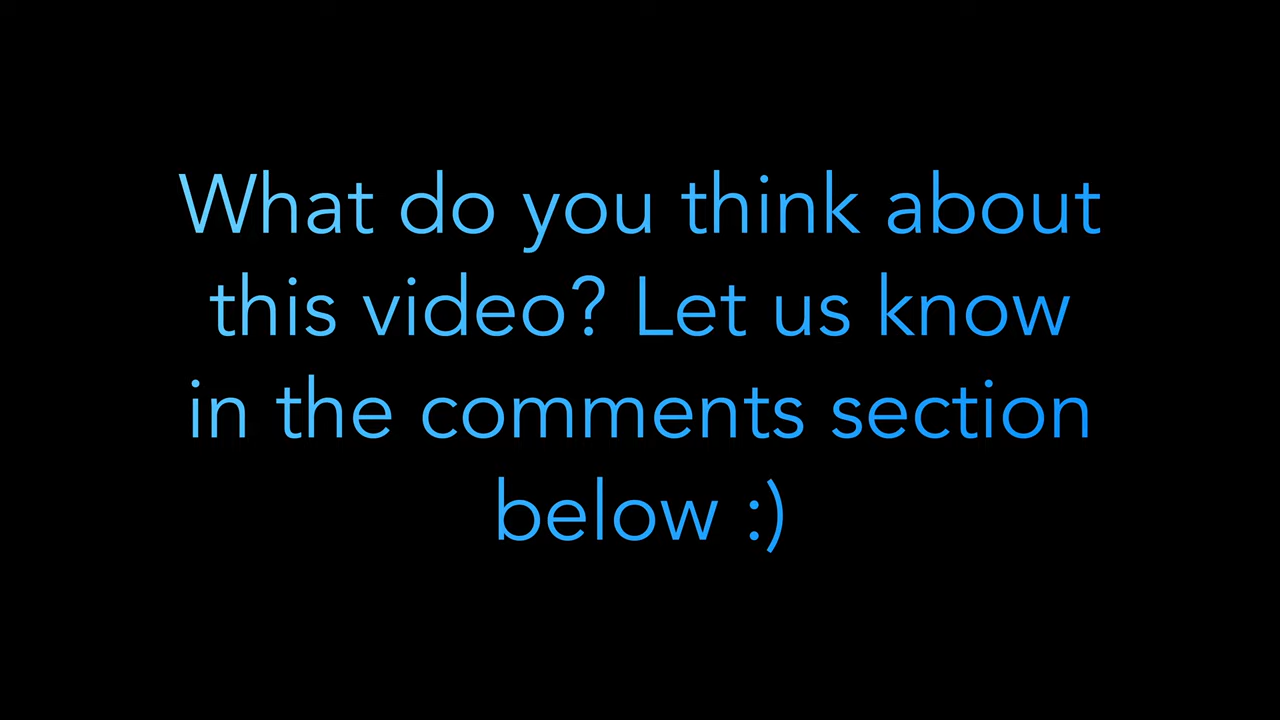 What do you think about
this video? Let us know
in the comments section
below :)